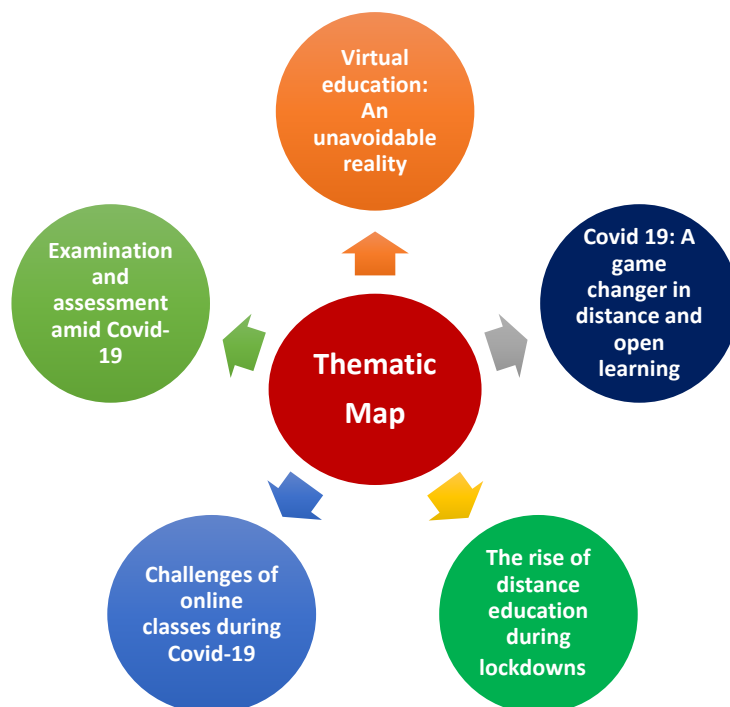 Virtual
education:
An
unavoidable
reality
Examination
and
assessment
amid Covid-
19
Covid 19: A
game
changer in
distance and
open
learning
Thematic
Map
Challenges of
online
classes during
Covid-19
The rise of
distance
education
during
lockdowns